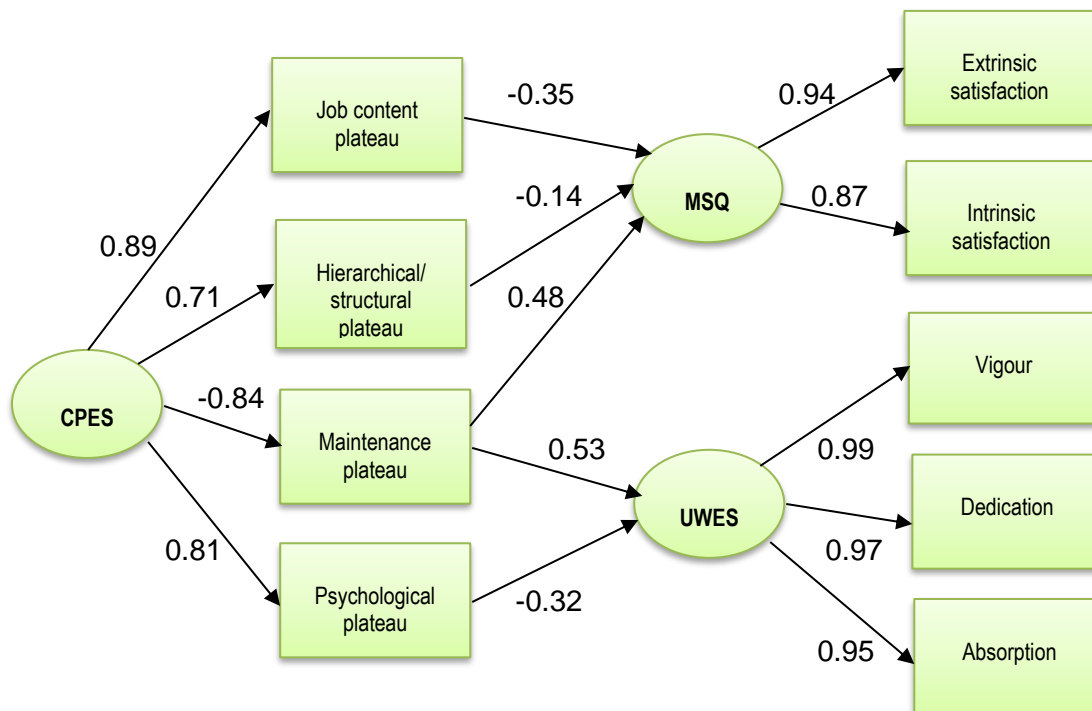 Job content
plateau
-0.35
0.94
Extrinsic
satisfaction
MSQ
0.87
Intrinsic
satisfaction
-0.14
0.89
Hierarchical/
structural
plateau
0.71
0.48
CPES
-0.84
Maintenance
plateau
0.53
Vigour
0.99
UWES
Dedication
0.97
0.81
Psychological
plateau
-0.32
0.95
Absorption